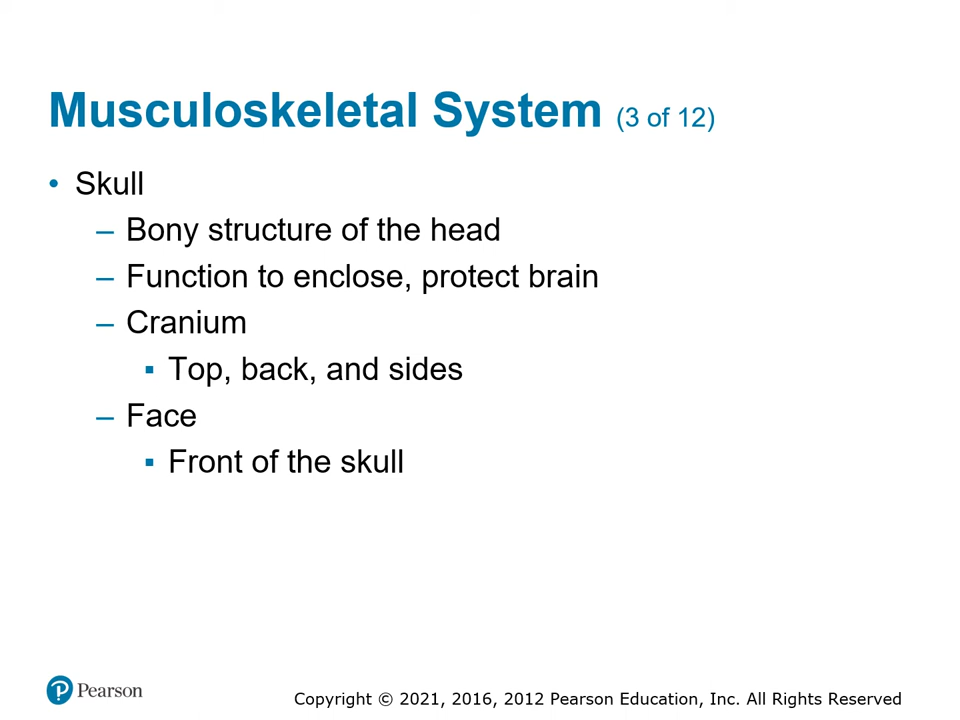 Musculoskeletal System (3 of 12)
• Skull
– Bony structure of the head
– Function to enclose, protect brain
– Cranium
▪ Top, back, and sides
– Face
▪ Front of the skull
Pearson
Copyright © 2021, 2016, 2012 Pearson Education, Inc. All Rights Reserved